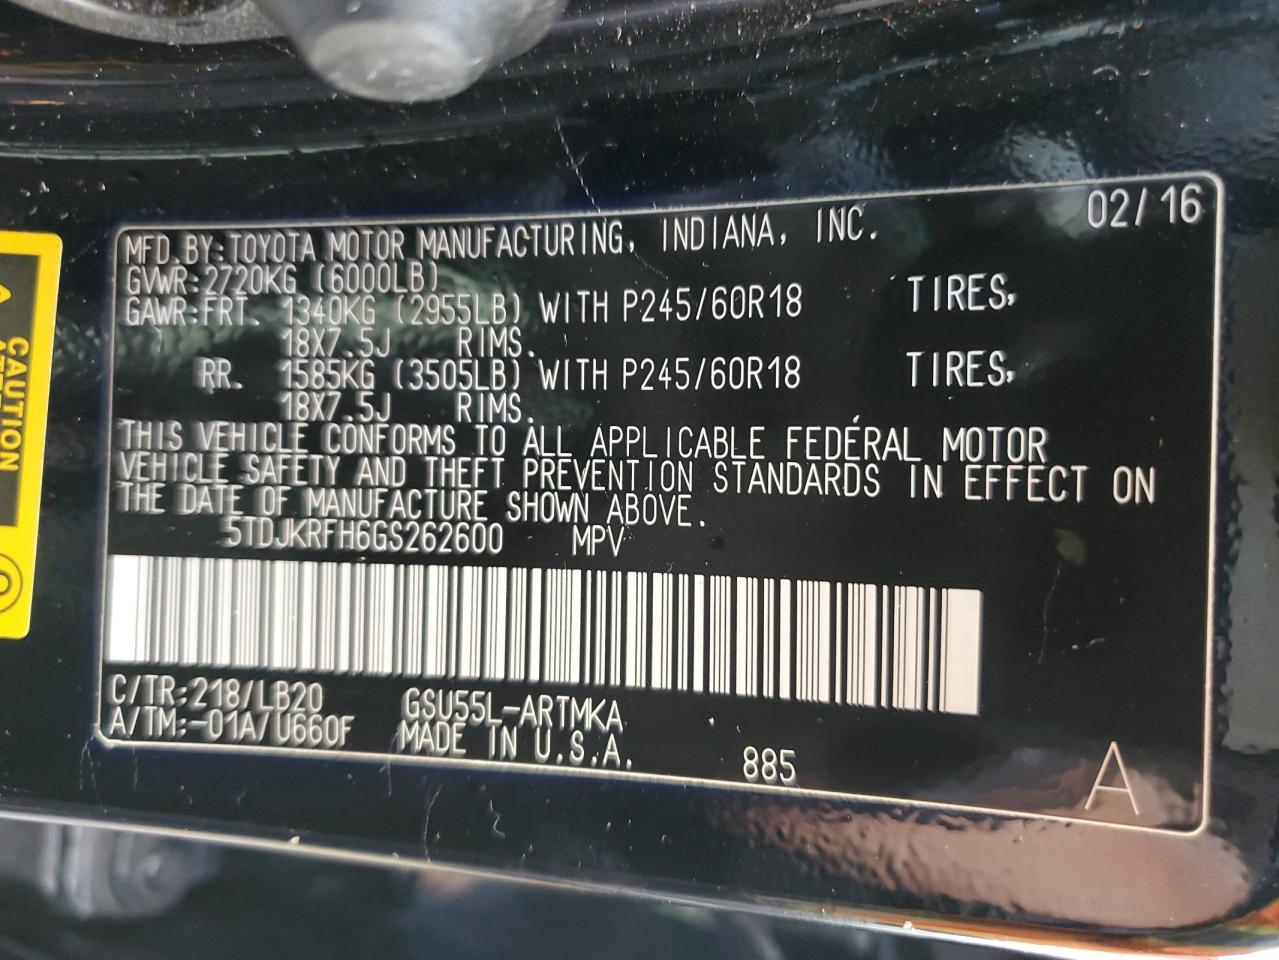 02/16
MFD.BY:TOYOTA MOTOR MANUFACTURING, INDIANA, INC.
GVWR:2720KG (6000LB)
GAWR:FRT. 1340KG (2955LB) WITH P245/60R18 TIRES,
18X7.5J RIMS.
RR. 1585KG (3505LB) WITH P245/60R18 TIRES,
18X7.5J RIMS.
THIS VEHICLE CONFORMS TO ALL APPLICABLE FEDERAL MOTOR
VEHICLE SAFETY AND THEFT PREVENTION STANDARDS IN EFFECT ON
THE DATE OF MANUFACTURE SHOWN ABOVE.
5TDJKRFH6GS262600 MPV
C/TR:218/LB20 GSU55L-ARTMKA
A/TM:-01A/U660F MADE IN U.S.A. 885
A
CAUTION